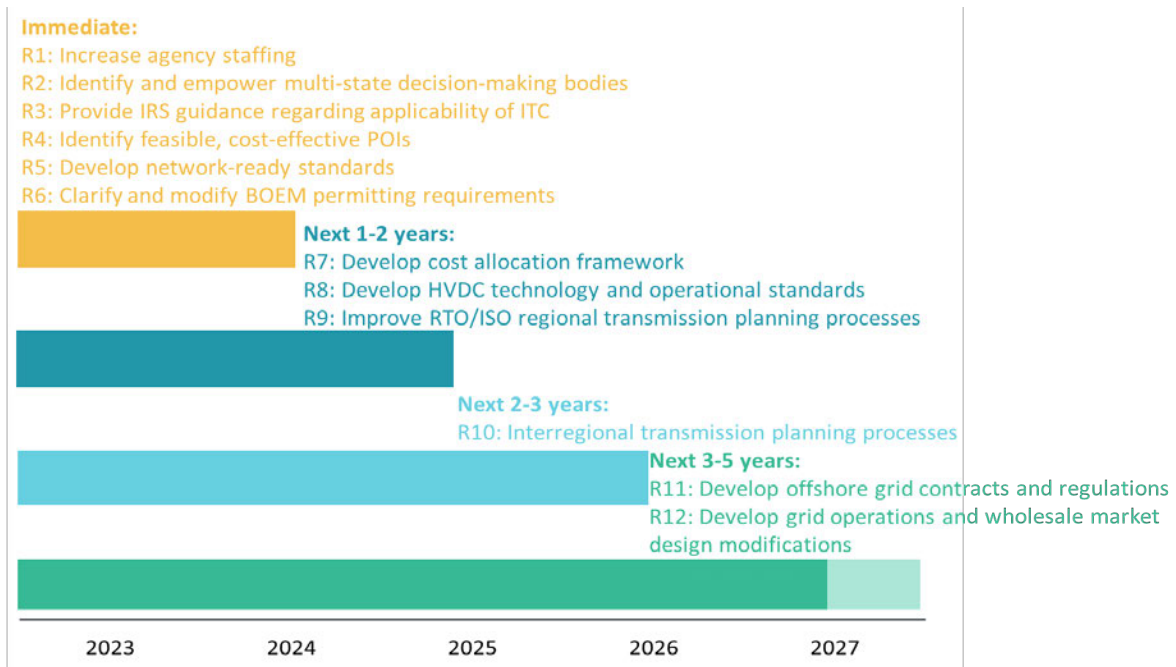 Immediate:
R1: Increase agency staffing
R2: Identify and empower multi-state decision-making bodies
R3: Provide IRS guidance regarding applicability of ITC
R4: Identify feasible, cost-effective POIs
R5: Develop network-ready standards
R6: Clarify and modify BOEM permitting requirements
Next 1-2 years:
R7: Develop cost allocation framework
R8: Develop HVDC technology and operational standards
R9: Improve RTO/ISO regional transmission planning processes
Next 2-3 years:
R10: Interregional transmission planning processes
Next 3-5 years:
R11: Develop offshore grid contracts and regulations
R12: Develop grid operations and wholesale market
design modifications
2023 2024 2025 2026 2027